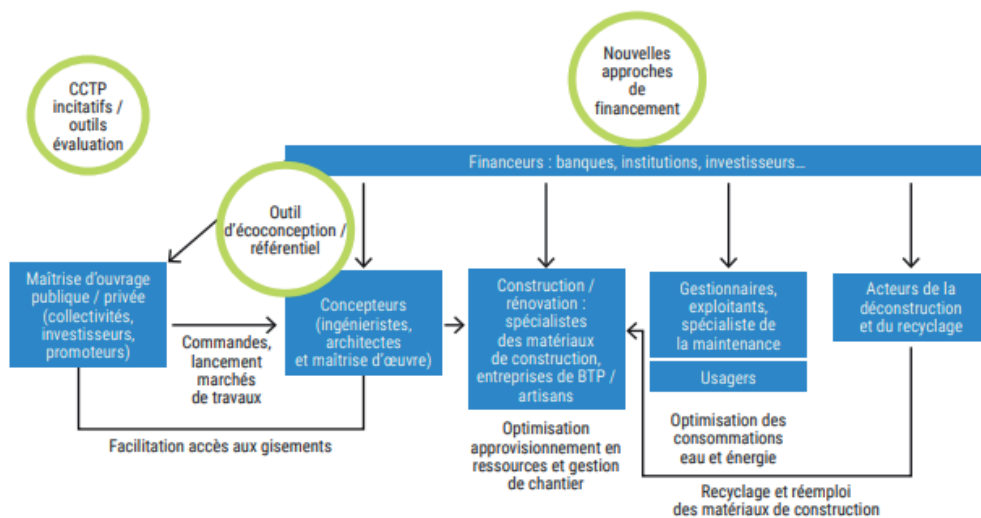 Nouvelles
approches
de
financement
CCTP
incitatifs /
outils
évaluation
Financeurs : banques, institutions, investisseurs...
Outil
d'écoconception /
référentiel
Maîtrise d'ouvrage
publique / privée
(collectivités,
investisseurs,
promoteurs)
Commandes,
lancement
marchés
de travaux
Concepteurs
(ingénieristes,
architectes
et maîtrise d'œuvre)
Construction /
rénovation :
spécialistes
des matériaux
de construction,
entreprises de BTP /
artisans
Gestionnaires,
exploitants,
spécialiste de
la maintenance
Usagers
Acteurs de la
déconstruction
et du recyclage
Facilitation accès aux gisements
Optimisation
approvisionnement en
ressources et gestion
de chantier
Optimisation des
consommations
eau et énergie
Recyclage et réemploi
des matériaux de construction